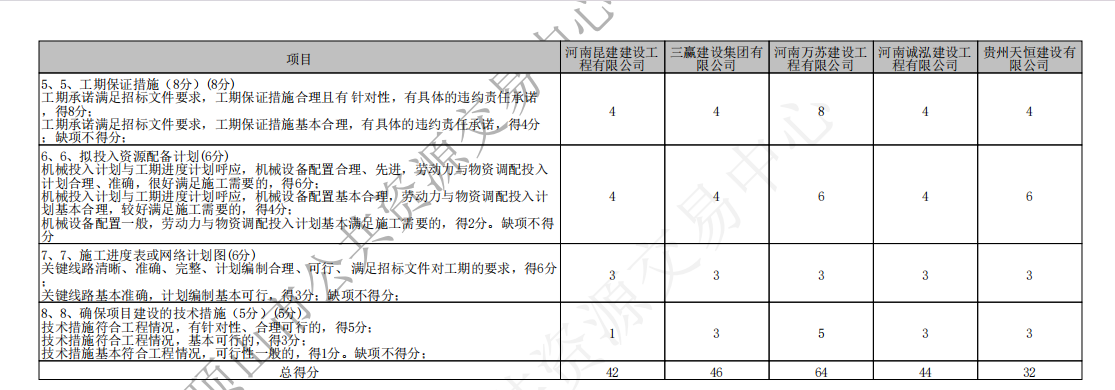 项目
河南昆建建设工
程有限公司
三赢建设集团有
限公司
河南万苏建设工
程有限公司
河南诚泓建设工
程有限公司
贵州天恒建设有
限公司
5、5、工期保证措施（8分）(8分)
工期承诺满足招标文件要求，工期保证措施合理且有针对性，有具体的违约责任承诺
，得8分；
工期承诺满足招标文件要求，工期保证措施基本合理，有具体的违约责任承诺，得4分
；缺项不得分；
4 4 8 4 4
6、6、拟投入资源配备计划(6分)
机械投入计划与工期进度计划呼应，机械设备配置合理、先进，劳动力与物资调配投入
计划合理、准确，很好满足施工需要的，得6分；
机械投入计划与工期进度计划呼应，机械设备配置基本合理，劳动力与物资调配投入计
划基本合理，较好满足施工需要的，得4分；
机械设备配置一般，劳动力与物资调配投入计划基本满足施工需要的，得2分。缺项不得
分
4 4 6 4 6
7、7、施工进度表或网络计划图(6分)
关键线路清晰、准确、完整、计划编制合理、可行、满足招标文件对工期的要求，得6分
；
关键线路基本准确，计划编制基本可行，得3分；缺项不得分；
3 3 3 3 3
8、8、确保项目建设的技术措施（5分）(5分)
技术措施符合工程情况，有针对性、合理可行的，得5分；
技术措施符合工程情况，基本可行的，得3分；
技术措施基本符合工程情况，可行性一般的，得1分。缺项不得分；
1 3 5 3 3
总得分 42 46 64 44 32
顶山市公共资源交易中心
共资源交易中心